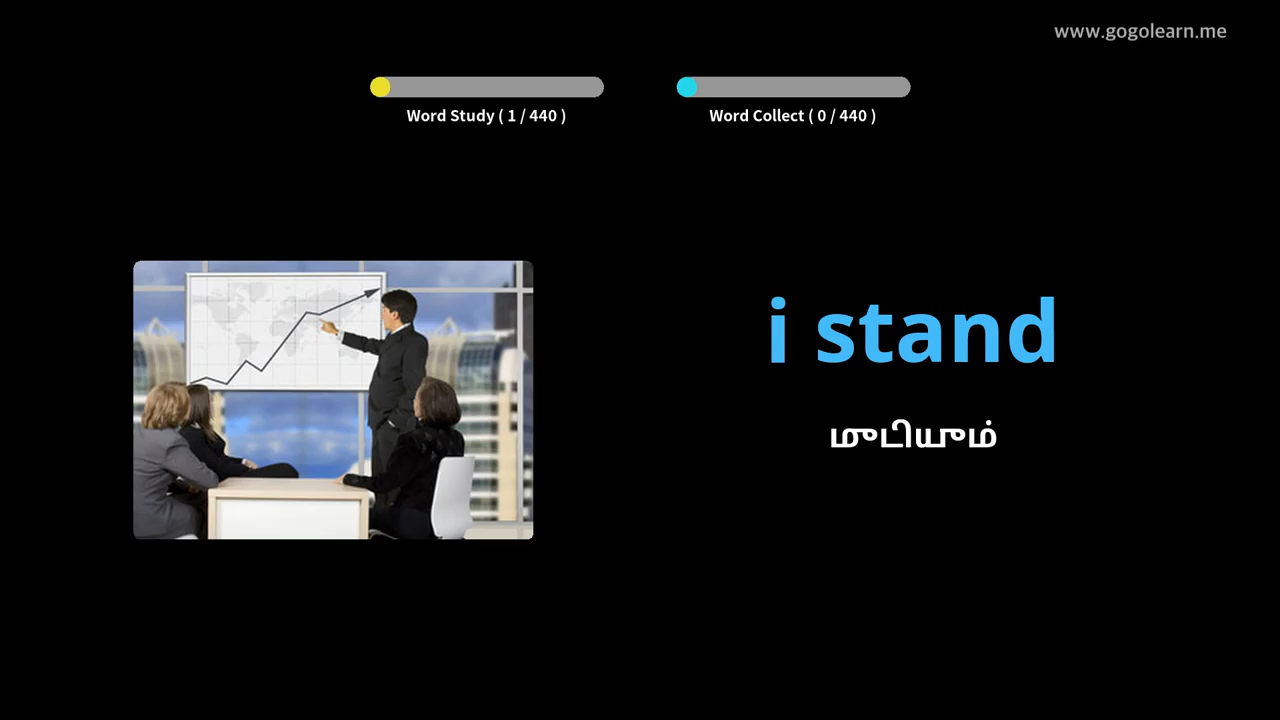 www.gogolearn.me
Word Study ( 1 / 440 )
Word Collect ( 0 / 440 )
i stand
முடியும்